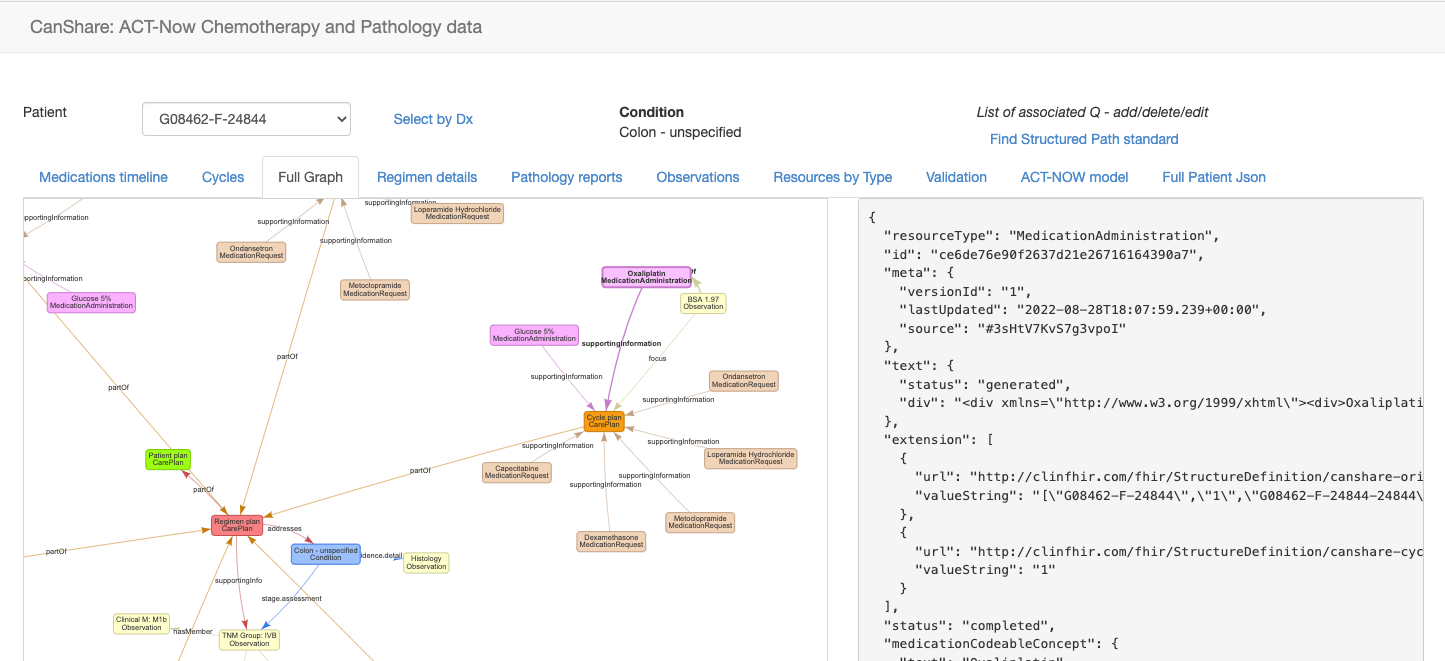 CanShare: ACT-Now Chemotherapy and Pathology data
Patient
G08462-F-24844
Select by Dx
Condition
Colon - unspecified
List of associated Q - add/delete/edit
Find Structured Path standard
Medications timeline
Cycles
Full Graph
Regimen details
Pathology reports
Observations
Resources by Type
Validation
ACT-NOW model
Full Patient Json
supportingInformation
Loperamide Hydrochloride
MedicationRequest
pportingInformation
supportingInformation
supportingInformation
Ondansetron
MedicationRequest
portingInformation
Glucose 5%
MedicationAdministration
Metoclopramide
MedicationRequest
Oxaliplatin
MedicationAdministration
Of
BSA 1.97
Observation
Glucose 5%
MedicationAdministration
supportingInformation
focus
partOf
supportingInformation
Ondansetron
MedicationRequest
partOf
supportingInformation
Cycle plan
CarePlan
supportingInformation
supportingInformation
Loperamide Hydrochloride
MedicationRequest
Patient plan
CarePlan
partOf
Capecitabine
MedicationRequest
supportingInformation
supportingInformation
partOf
Regimen plan
CarePlan
addresses
Metoclopramide
MedicationRequest
Dexamethasone
MedicationRequest
partOf
Colon - unspecified
Condition
idence.detail
Histology
Observation
supportingInfo
stage.assessment
Clinical M: M1b
Observation
hasMember
TNM Group: IVB
Observation
{
"resourceType": "MedicationAdministration",
"id": "ce6de76e90f2637d21e26716164390a7",
"meta": {
"versionId": "1",
"lastUpdated": "2022-08-28T18:07:59.239+00:00",
"source": "#3sHtV7KvS7g3vpoI"
},
"text": {
"status": "generated",
"div": "<div xmlns=\"http://www.w3.org/1999/xhtml\"><div>Oxaliplati
},
"extension": [
{
"url": "http://clinfhir.com/fhir/StructureDefinition/canshare-ori
"valueString": "[\"G08462-F-24844\",\"1\",\"G08462-F-24844-24844\
},
{
"url": "http://clinfhir.com/fhir/StructureDefinition/canshare-cyc
"valueString": "1"
}
],
"status": "completed",
"medicationCodeableConcept": {
"text": "Oxaliplatin"